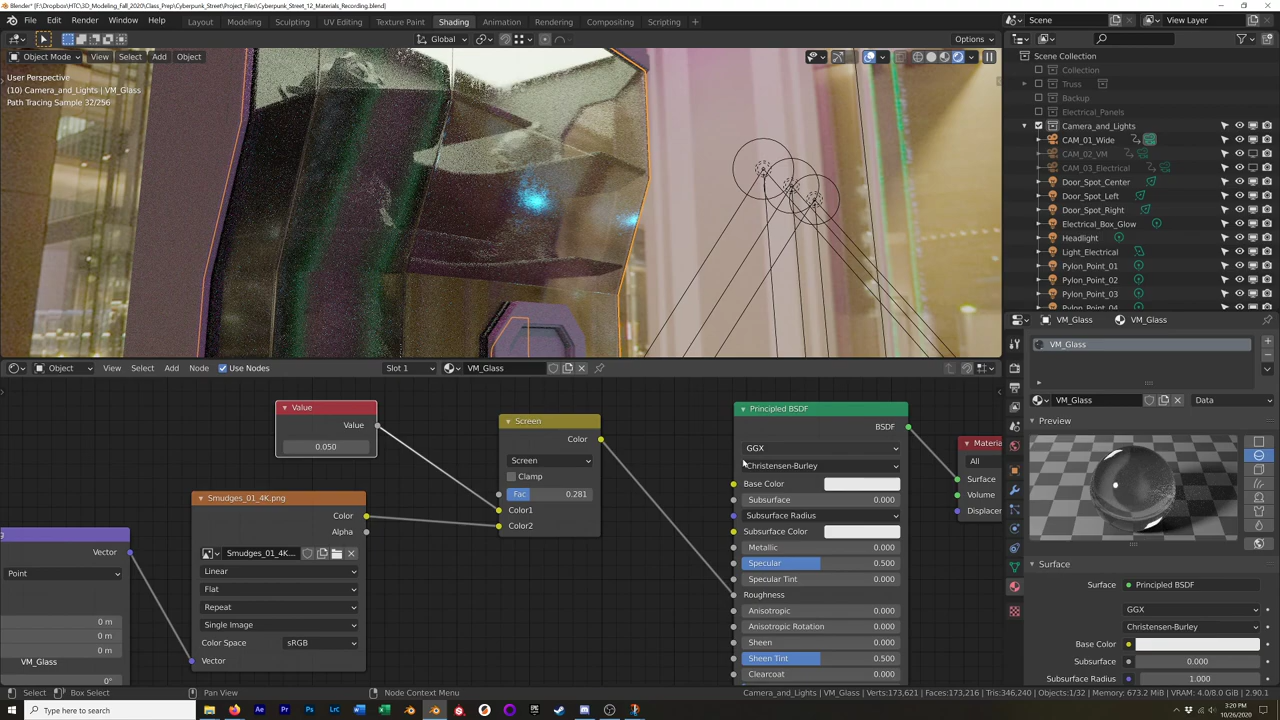 Blender* [F:\Dropbox\HTC\3D_Modeling_Fall_2020\Class_Prep\Cyberpunk_Street\Project_Files\Cyberpunk_Street_12_Materials_Recording.blend]
File Edit Render Window Help Layout Modeling Sculpting UV Editing Texture Paint Shading Animation Rendering Compositing Scripting Scene View Layer
Global Options
Object Mode View Select Add Object
User Perspective
(10) Camera_and_Lights | VM_Glass
Path Tracing Sample 32/256
Scene Collection
Collection
Truss
Backup
Electrical_Panels
Camera_and_Lights
CAM_01_Wide
CAM_02_VM
CAM_03_Electrical
Door_Spot_Center
Door_Spot_Left
Door_Spot_Right
Electrical_Box_Glow
Headlight
Light_Electrical
Pylon_Point_01
Pylon_Point_02
Pylon_Point_03
Pylon_Point_04
Object View Select Add Node Use Nodes Slot 1 VM_Glass
Value
Value
0.050
Smudges_01_4K.png
Color
Alpha
Smudges_01_4K...
Linear
Flat
Repeat
Single Image
Color Space sRGB
Vector
g
Vector
Point
0 m
0 m
0 m
VM_Glass
0°
Screen
Color
Screen
Clamp
Fac 0.281
Color1
Color2
Principled BSDF
BSDF
GGX
Christensen-Burley
Base Color
Subsurface 0.000
Subsurface Radius
Subsurface Color
Metallic 0.000
Specular 0.500
Specular Tint 0.000
Roughness
Anisotropic 0.000
Anisotropic Rotation 0.000
Sheen 0.000
Sheen Tint 0.500
Clearcoat 0.000
Materia
All
Surface
Volume
Displacer
VM_Glass VM_Glass
VM_Glass
VM_Glass Data
Preview
Surface
Surface Principled BSDF
GGX
Christensen-Burley
Base Color
Subsurface 0.000
Subsurface Radius 1.000
Select Box Select Pan View Node Context Menu Camera_and_Lights | VM_Glass | Verts:173,621 | Faces:173,216 | Tris:346,240 | Objects:1/32 | Memory: 673.2 MiB | VRAM: 4.0/8.0 GiB | 2.90.1
Type here to search
3:20 PM
10/26/2020